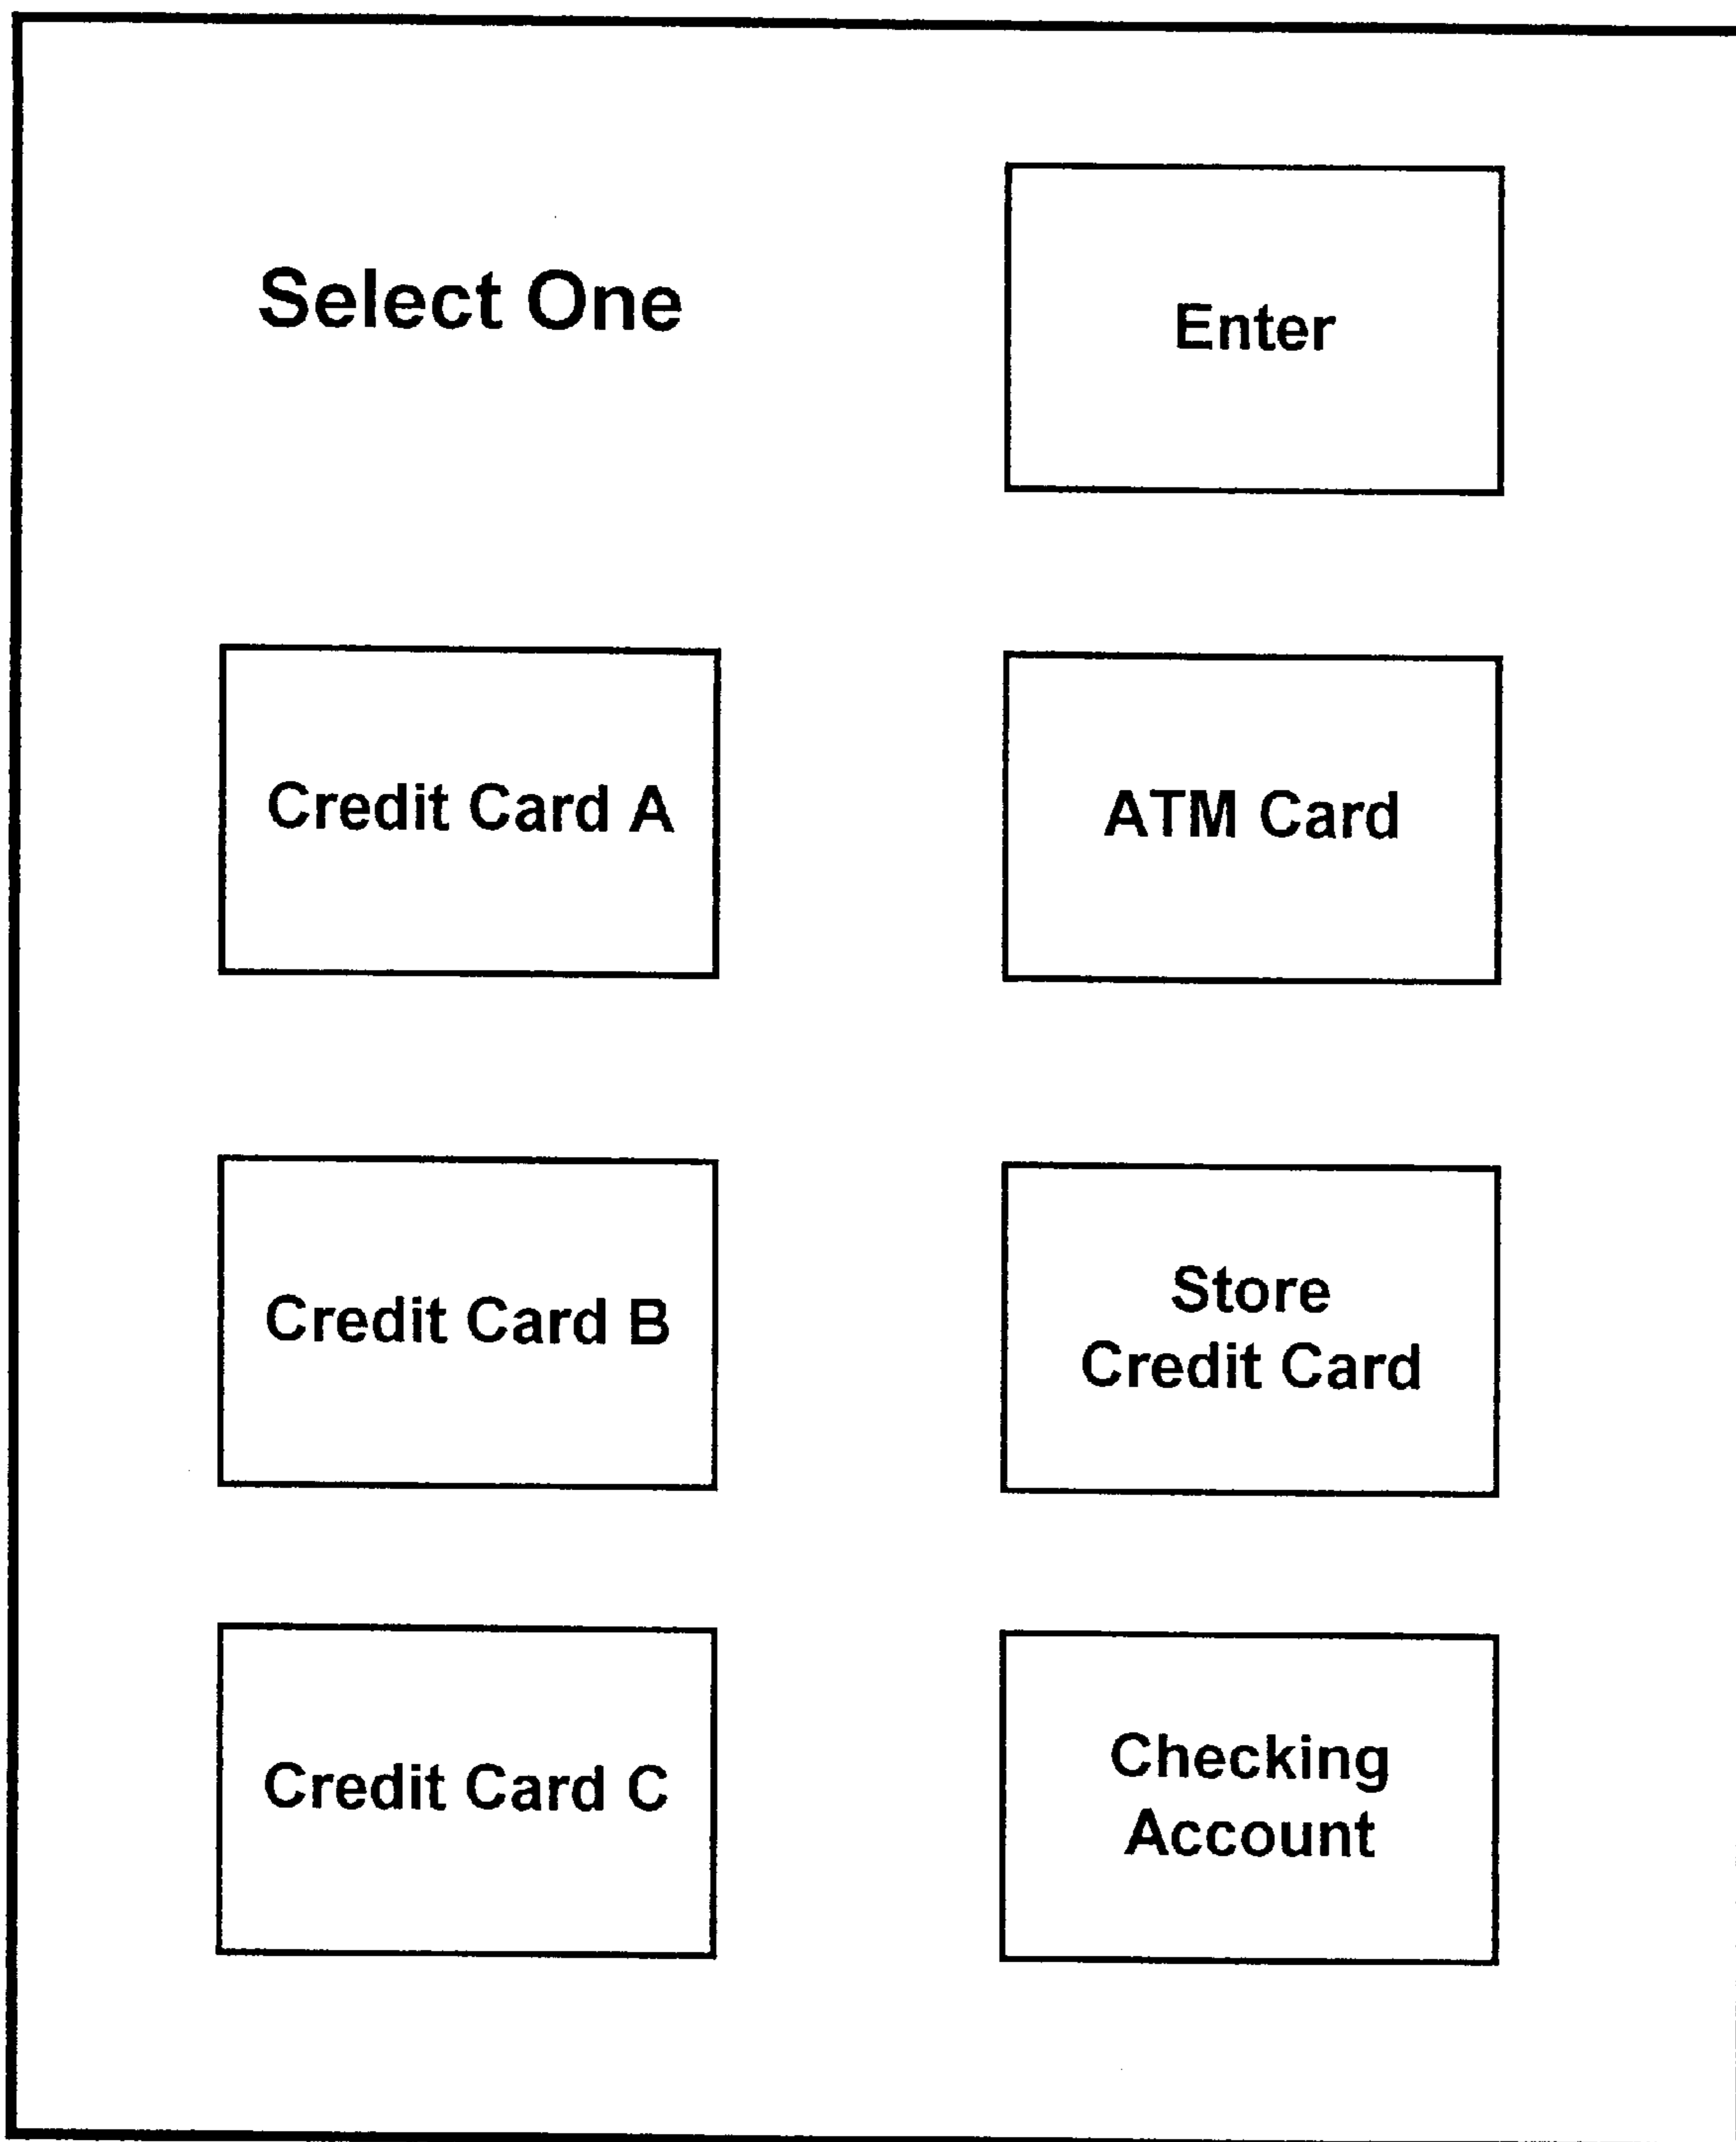 Select One
Enter
Credit Card A
ATM Card
Credit Card B
Store
Credit Card
Credit Card C
Checking
Account